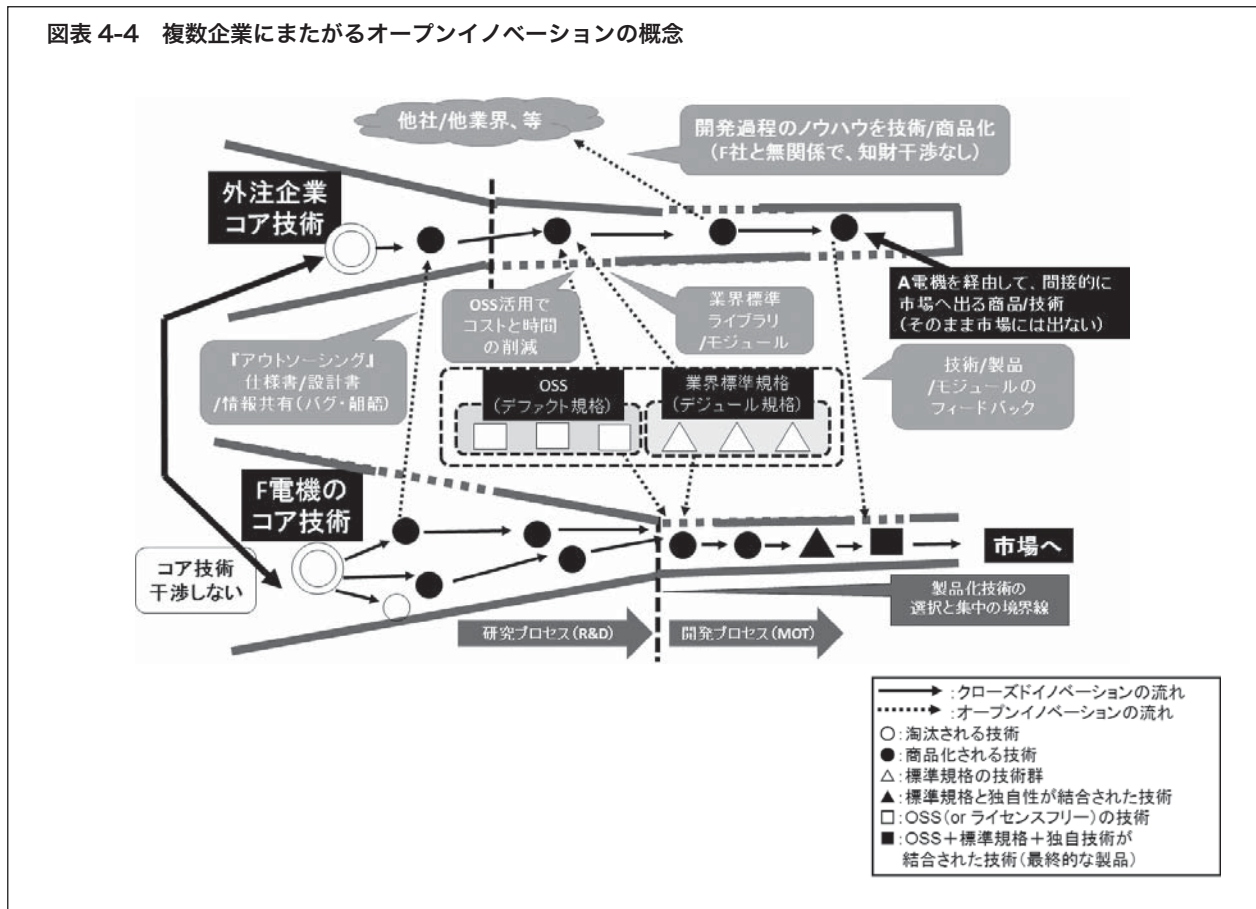 図表 4-4　複数企業にまたがるオープンイノベーションの概念
他社/他業界、等
開発過程のノウハウを技術/商品化
(F社と無関係で、知財干渉なし)
外注企業
コア技術
A電機を経由して、間接的に
市場へ出る商品/技術
(そのまま市場には出ない)
OSS活用で
コストと時間
の削減
業界標準
ライブラリ
/モジュール
『アウトソーシング』
仕様書/設計書
/情報共有(バグ・齟齬)
技術/製品
/モジュールの
フィードバック
OSS
(デファクト規格)
業界標準規格
(デジュール規格)
F電機の
コア技術
コア技術
干渉しない
市場へ
製品化技術の
選択と集中の境界線
研究プロセス(R&D)
開発プロセス(MOT)
:クローズドイノベーションの流れ
:オープンイノベーションの流れ
○:淘汰される技術
●:商品化される技術
△:標準規格の技術群
▲:標準規格と独自性が結合された技術
□:OSS(or ライセンスフリー)の技術
■:OSS+標準規格+独自技術が
結合された技術(最終的な製品)